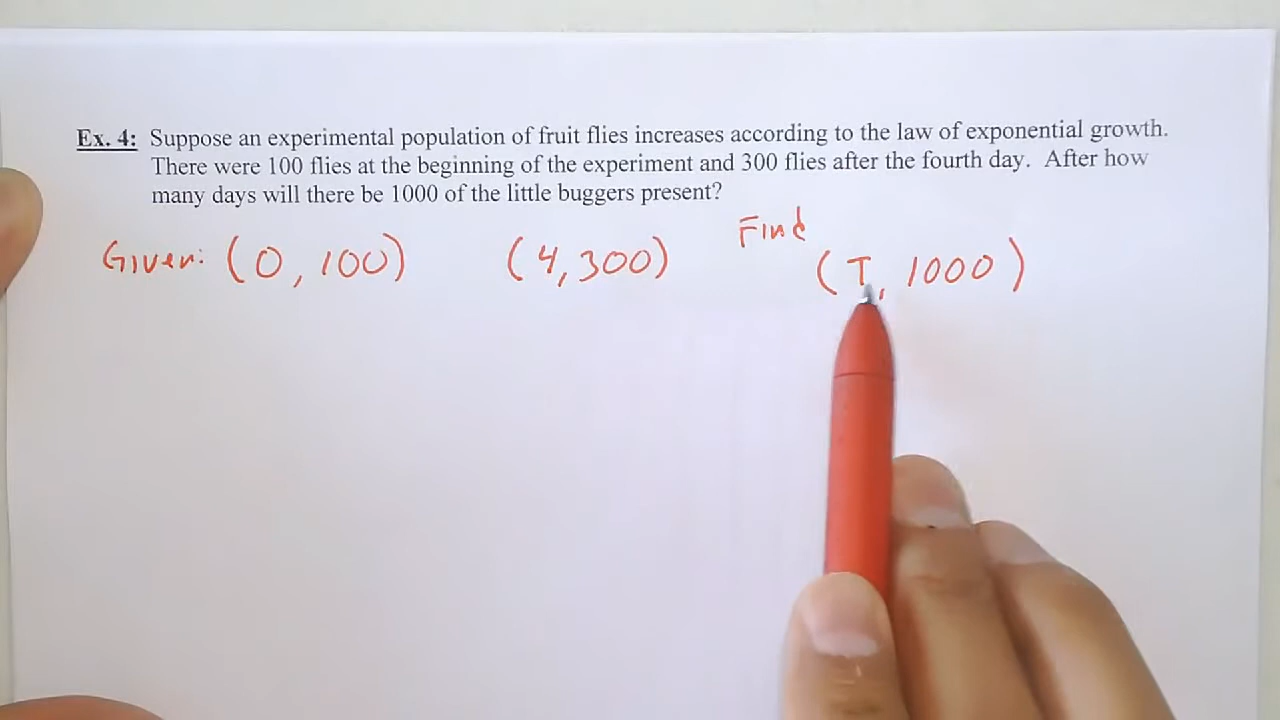 Ex. 4: Suppose an experimental population of fruit flies increases according to the law of exponential growth.
There were 100 flies at the beginning of the experiment and 300 flies after the fourth day. After how
many days will there be 1000 of the little buggers present?
Find
Given: (0, 100) (4, 300) (T, 1000)